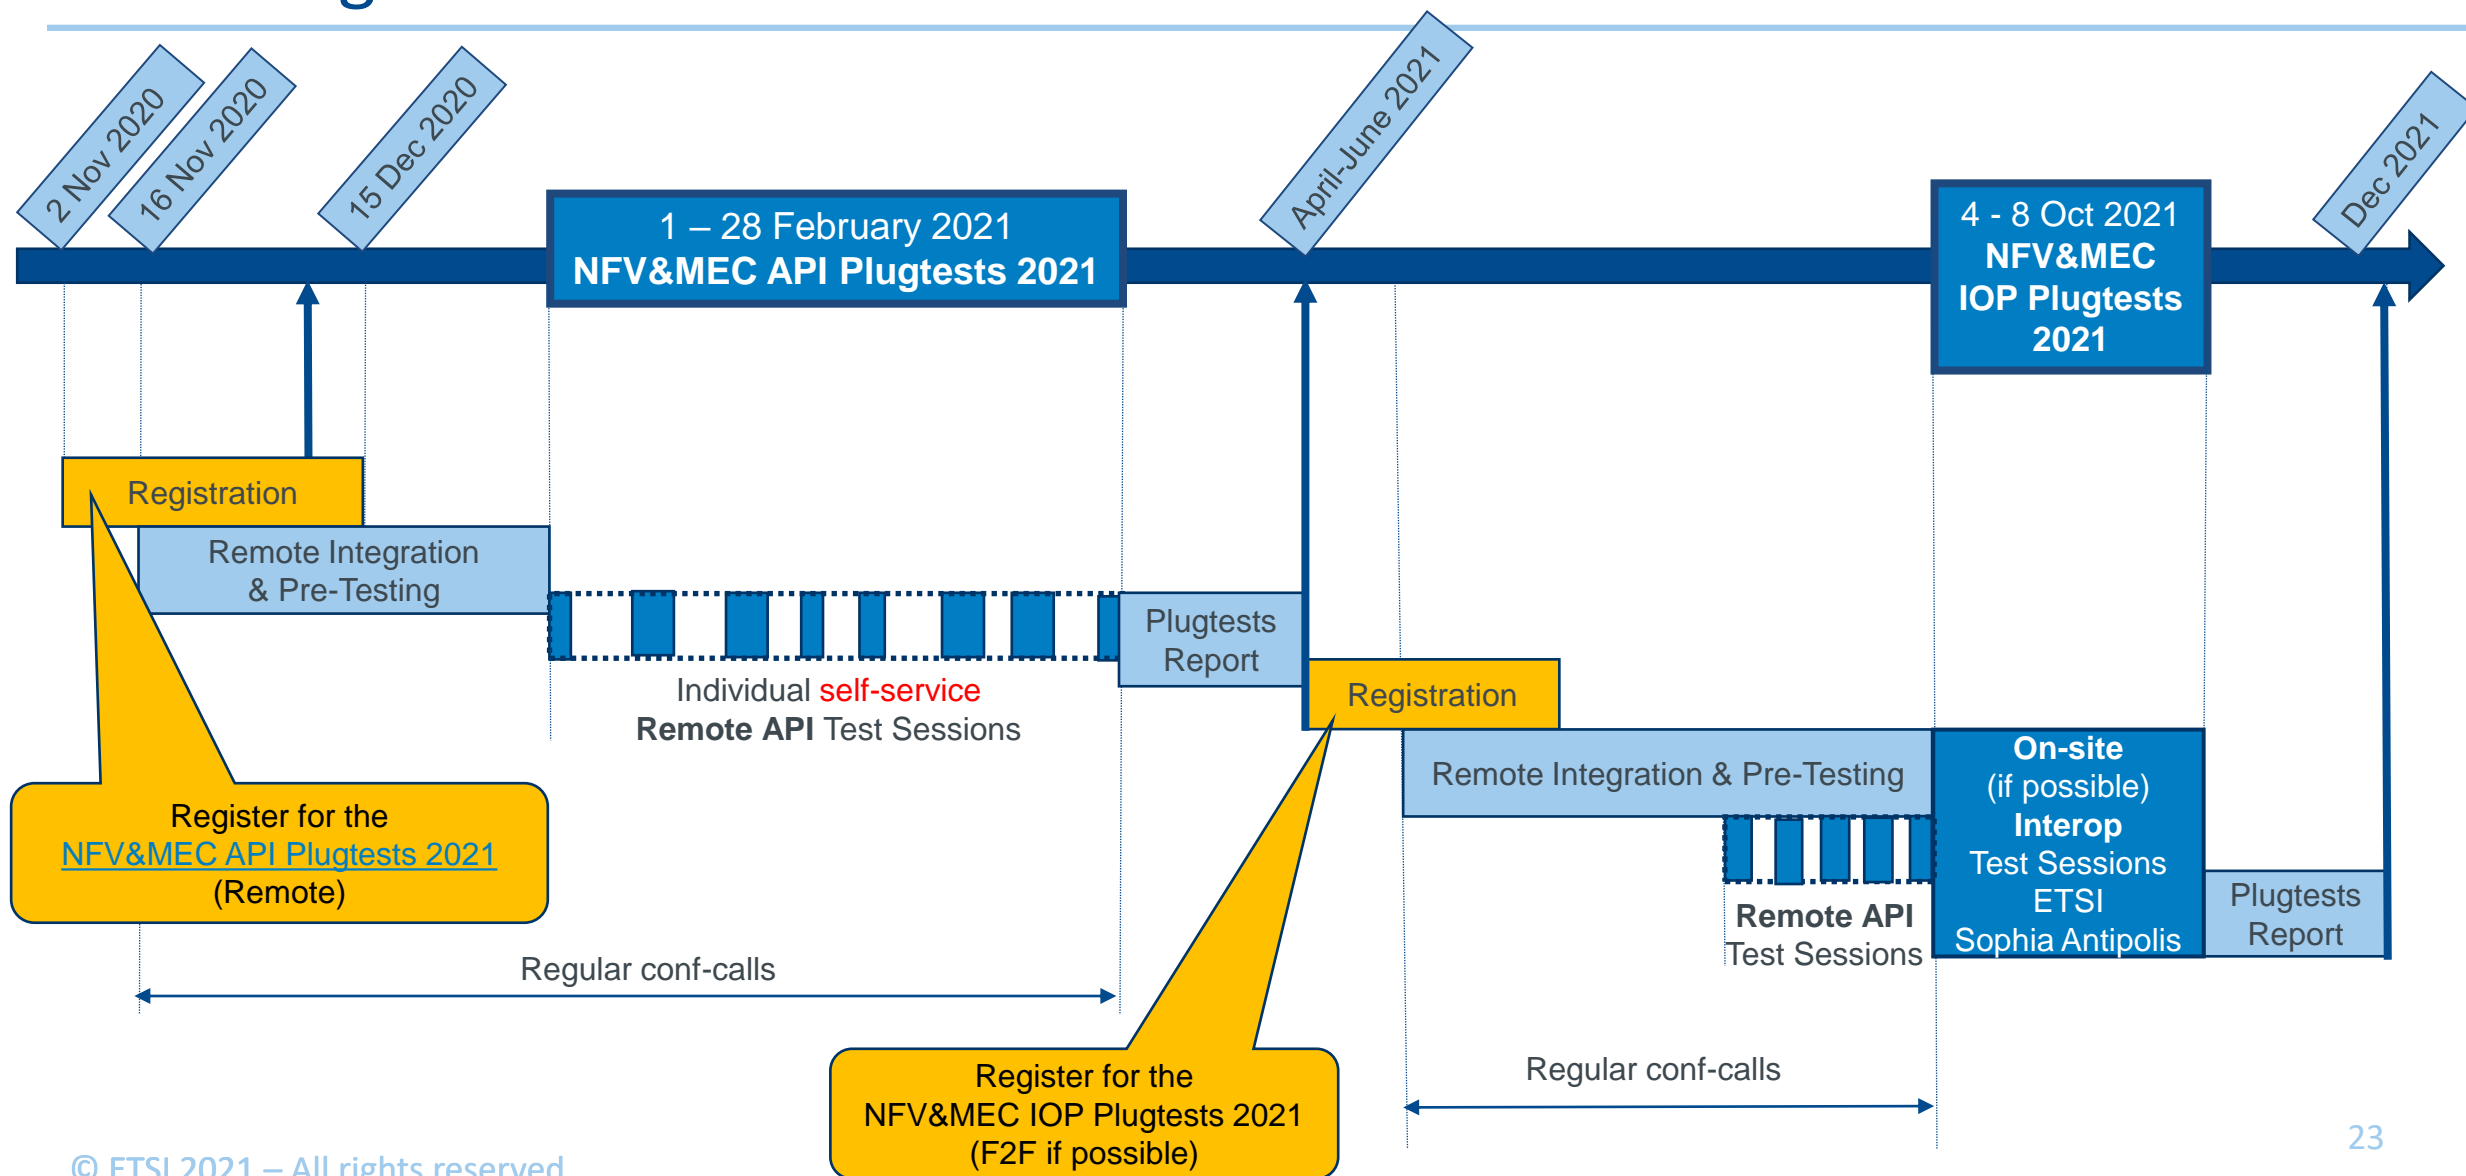 2 Nov 2020
16 Nov 2020
15 Dec 2020
April-June 2021
Dec 2021
1 – 28 February 2021
NFV&MEC API Plugtests 2021
4 - 8 Oct 2021
NFV&MEC
IOP Plugtests
2021
Registration
Remote Integration
& Pre-Testing
Individual self-service
Remote API Test Sessions
Plugtests
Report
Registration
Remote Integration & Pre-Testing
Remote API
Test Sessions
On-site
(if possible)
Interop
Test Sessions
ETSI
Sophia Antipolis
Plugtests
Report
Register for the
NFV&MEC API Plugtests 2021
(Remote)
Regular conf-calls
Register for the
NFV&MEC IOP Plugtests 2021
(F2F if possible)
Regular conf-calls
© ETSI 2021 – All rights reserved
23